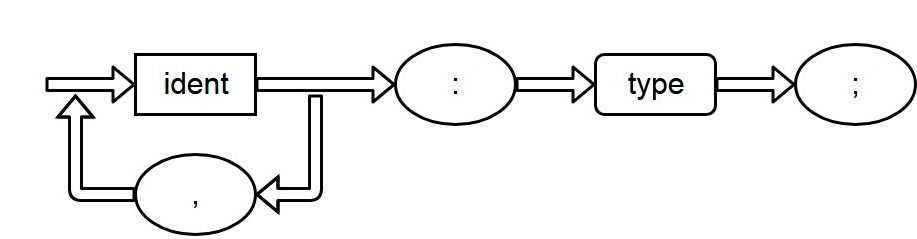 ident : type ;
,